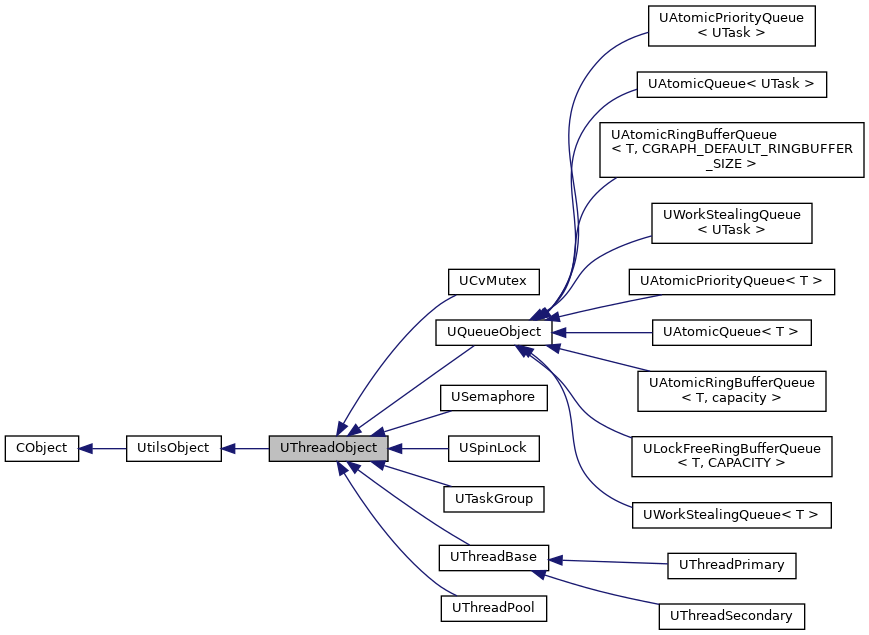 UAtomicPriorityQueue
< UTask >
UAtomicQueue< UTask >
UAtomicRingBufferQueue
< T, CGRAPH_DEFAULT_RINGBUFFER
_SIZE >
UWorkStealingQueue
< UTask >
UCvMutex
UAtomicPriorityQueue< T >
UQueueObject
UAtomicQueue< T >
UAtomicRingBufferQueue
< T, capacity >
USemaphore
CObject
UtilsObject
UThreadObject
USpinLock
ULockFreeRingBufferQueue
< T, CAPACITY >
UTaskGroup
UWorkStealingQueue< T >
UThreadBase
UThreadPrimary
UThreadPool
UThreadSecondary